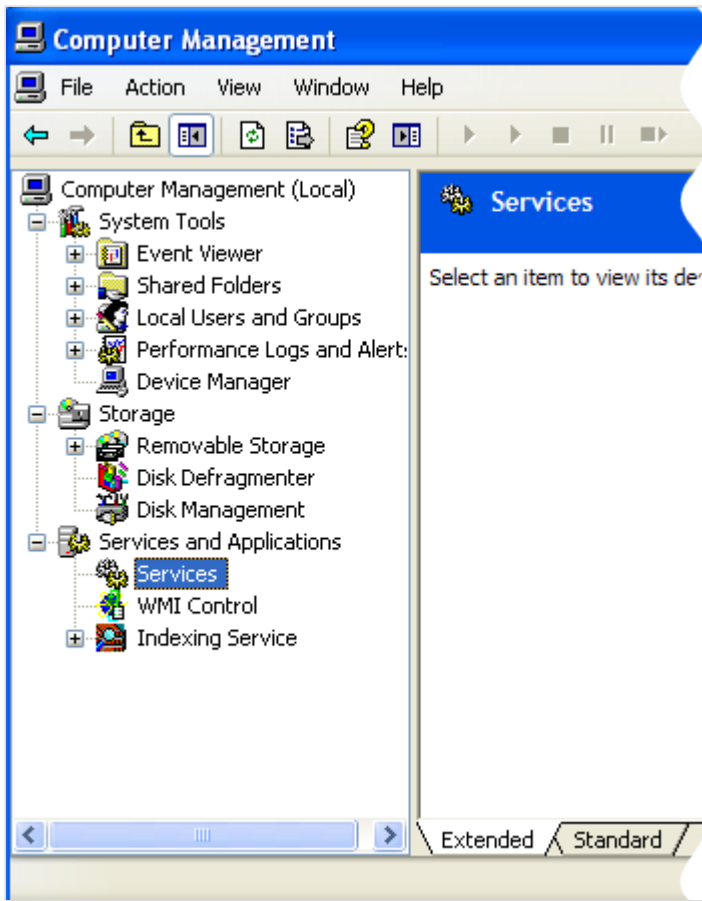 Computer Management
File Action View Window Help
Computer Management (Local)
System Tools
Event Viewer
Shared Folders
Local Users and Groups
Performance Logs and Alert
Device Manager
Storage
Removable Storage
Disk Defragmenter
Disk Management
Services and Applications
Services
WMI Control
Indexing Service
Services
Select an item to view its
Extended Standard